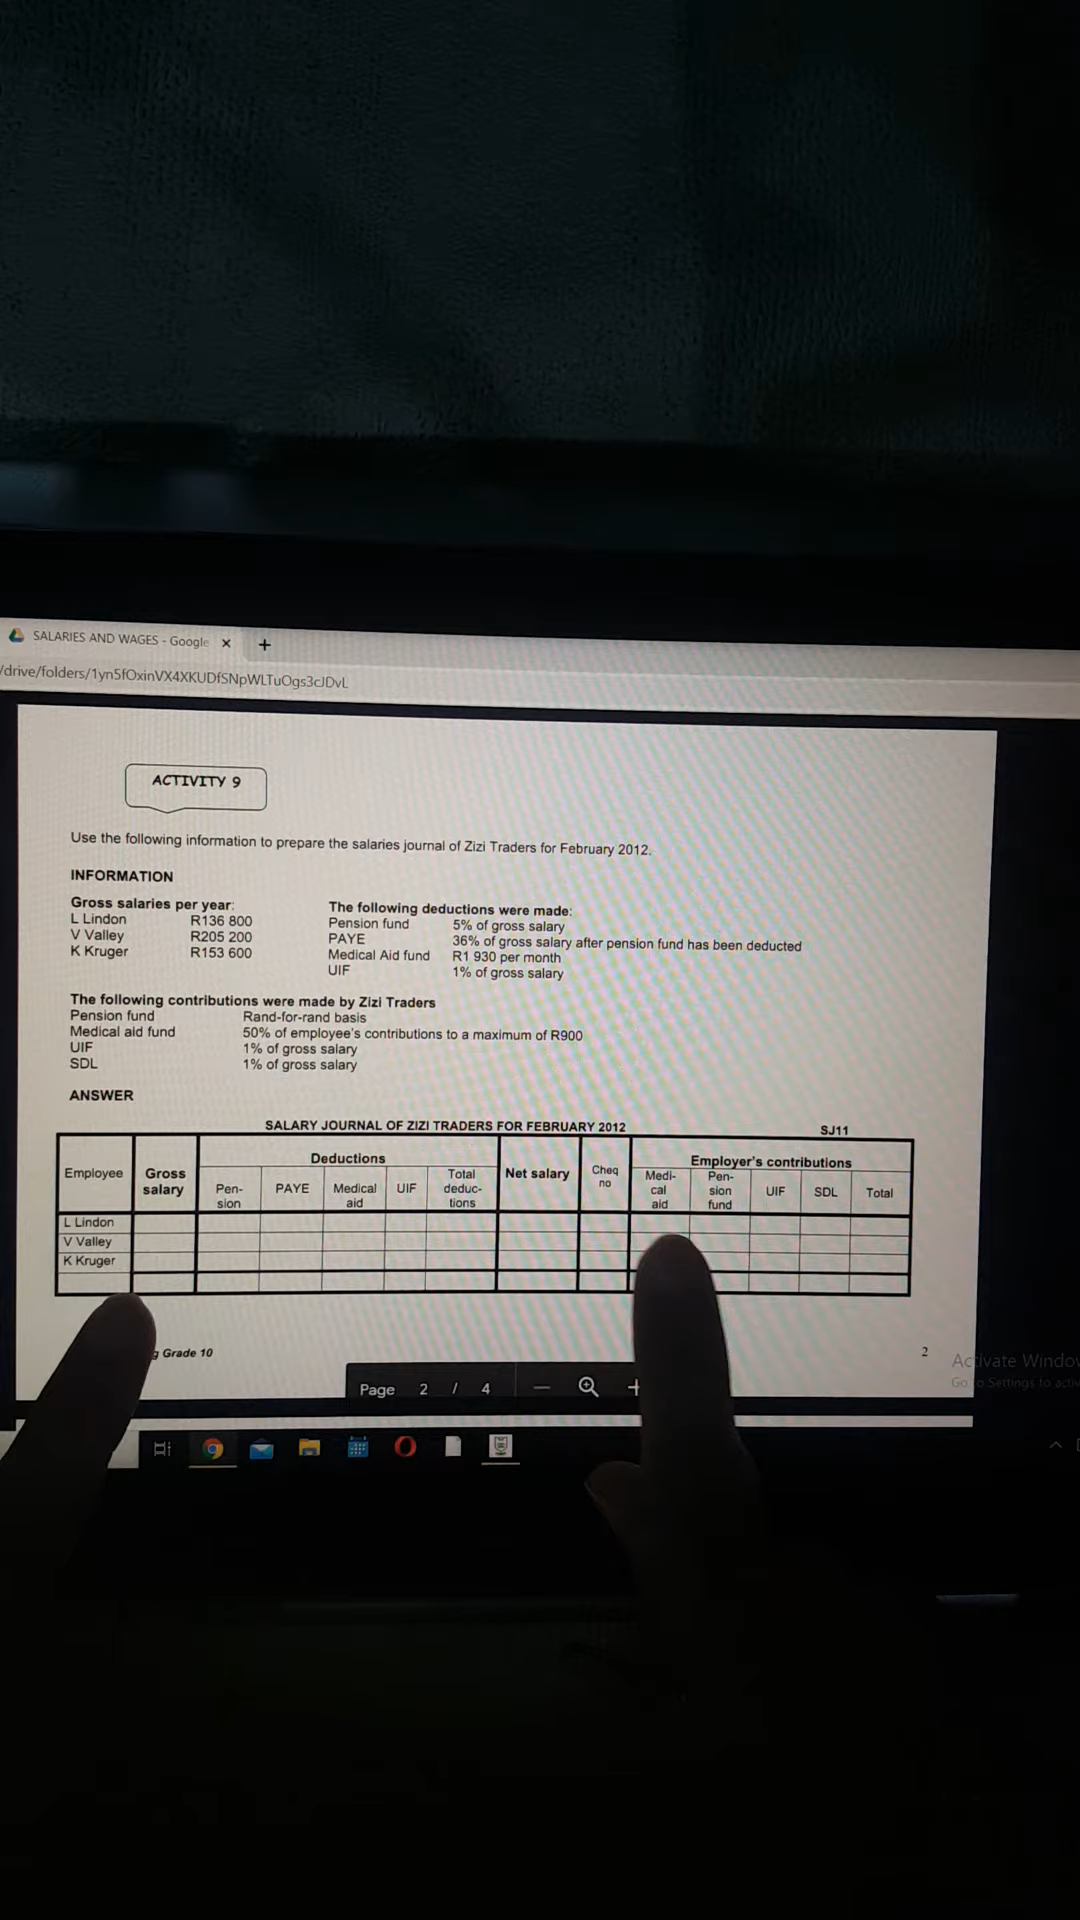 SALARIES AND WAGES - Google
/drive/folders/1yn5fOxinVX4XKUDfSNpWLTuOgs3cJDvL
ACTIVITY 9
Use the following information to prepare the salaries journal of Zizi Traders for February 2012.
INFORMATION
Gross salaries per year:
L Lindon R136 800
V Valley R205 200
K Kruger R153 600
The following deductions were made:
Pension fund 5% of gross salary
PAYE 36% of gross salary after pension fund has been deducted
Medical Aid fund R1 930 per month
UIF 1% of gross salary
The following contributions were made by Zizi Traders
Pension fund Rand-for-rand basis
Medical aid fund 50% of employee's contributions to a maximum of R900
UIF 1% of gross salary
SDL 1% of gross salary
ANSWER
SALARY JOURNAL OF ZIZI TRADERS FOR FEBRUARY 2012 SJ11
Employee
Gross
salary
Deductions
Pen-
sion
PAYE
Medical
aid
UIF
Total
deduc-
tions
Net salary
Cheq
no
Employer's contributions
Medi-
cal
aid
Pen-
sion
fund
UIF
SDL
Total
L Lindon
V Valley
K Kruger
Grade 10
2
Page 2 / 4
Activate Window
Go to Settings to activ